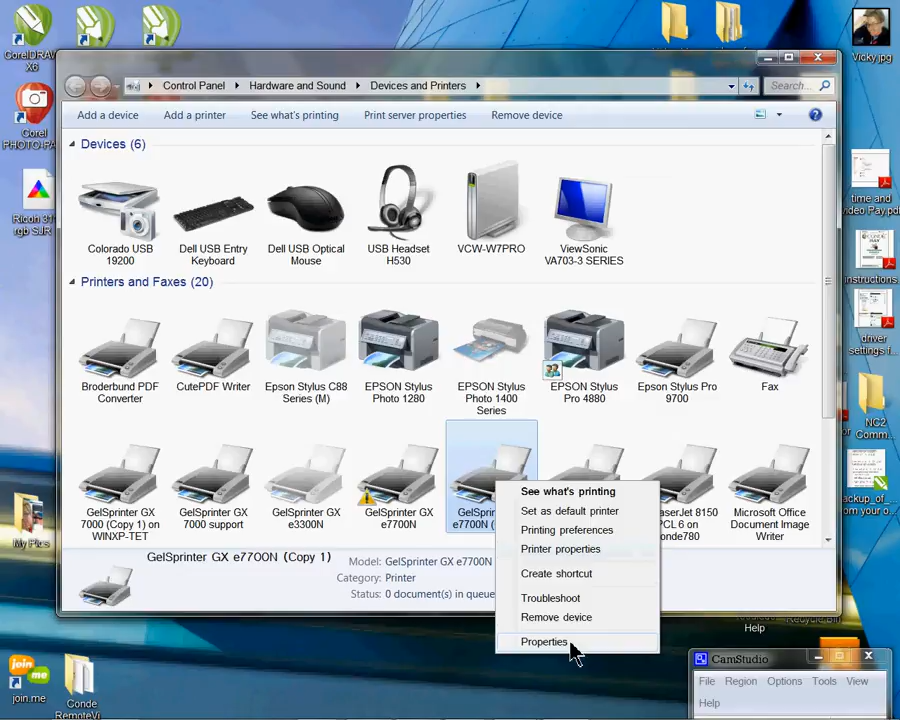 CorelDRAW
X6
Vicky.jpg
Control Panel
Hardware and Sound
Devices and Printers
Search...
Add a device
Add a printer
See what's printing
Print server properties
Remove device
Corel
PHOTO-PA
Devices (6)
Colorado USB
19200
Dell USB Entry
Keyboard
Dell USB Optical
Mouse
USB Headset
H530
VCW-W7PRO
ViewSonic
VA703-3 SERIES
time and
ideo Pay.pd
Ricoh 31
rgb SJR
Printers and Faxes (20)
instructions
Broderbund PDF
Converter
CutePDF Writer
Epson Stylus C88
Series (M)
EPSON Stylus
Photo 1280
EPSON Stylus
Photo 1400
Series
EPSON Stylus
Pro 4880
Epson Stylus Pro
9700
Fax
driver
settings f...
NC2
Comm...
GelSprinter GX
7000 (Copy 1) on
WINXP-TET
GelSprinter GX
7000 support
GelSprinter GX
e3300N
GelSprinter GX
e7700N
GelSprinter
e7700N (
aserJet 8150
PCL 6 on
onde780
Microsoft Office
Document Image
Writer
ackup_of_
om your o...
My Pics
See what's printing
Set as default printer
Printing preferences
Printer properties
Create shortcut
Troubleshoot
Remove device
Properties
GelSprinter GX e7700N (Copy 1)
Model: GelSprinter GX e7700N
Category: Printer
Status: 0 document(s) in queue
Help
Recycle Bin
join
me
join.me
Conde
RemoteVi...
CamStudio
File Region Options Tools View
Help